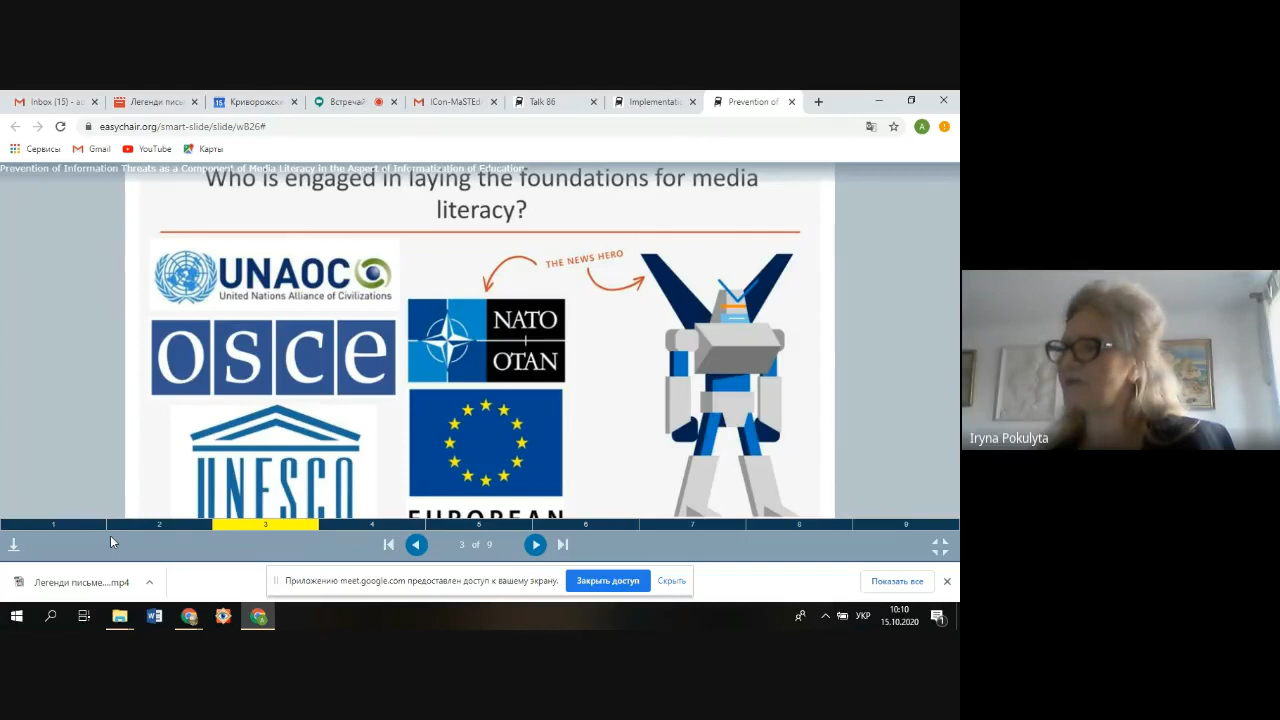 Inbox (15) - a
Легенди пись
15
Криворожск
Встречай
ICon-MaSTEd
Talk 86
Implementatio
Prevention of
easychair.org/smart-slide/slide/wB26#
A
Сервисы
Gmail
YouTube
Карты
Prevention of Information Threats as a Component of Media Literacy in the Aspect of Informatization of Education
Who is engaged in laying the foundations for media
literacy?
THE NEWS HERO
UNAOC
United Nations Alliance of Civilizations
NATO
OTAN
osce
UNESCO
EUROPEAN
Iryna Pokulyta
1 2 3 4 5 6 7 8 9
3 of 9
Легенди письме....mp4
Приложению meet.google.com предоставлен доступ к вашему экрану.
Закрыть доступ
Скрыть
Показать все
УКР
10:10
15.10.2020
1